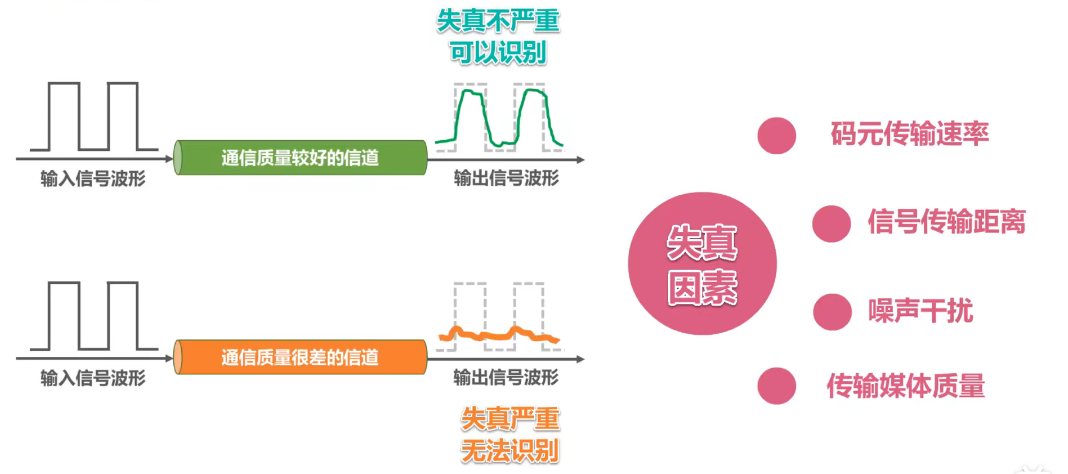 失真不严重
可以识别
通信质量较好的信道
输入信号波形
输出信号波形
通信质量很差的信道
输入信号波形
输出信号波形
失真严重
无法识别
失真
因素
码元传输速率
信号传输距离
噪声干扰
传输媒体质量